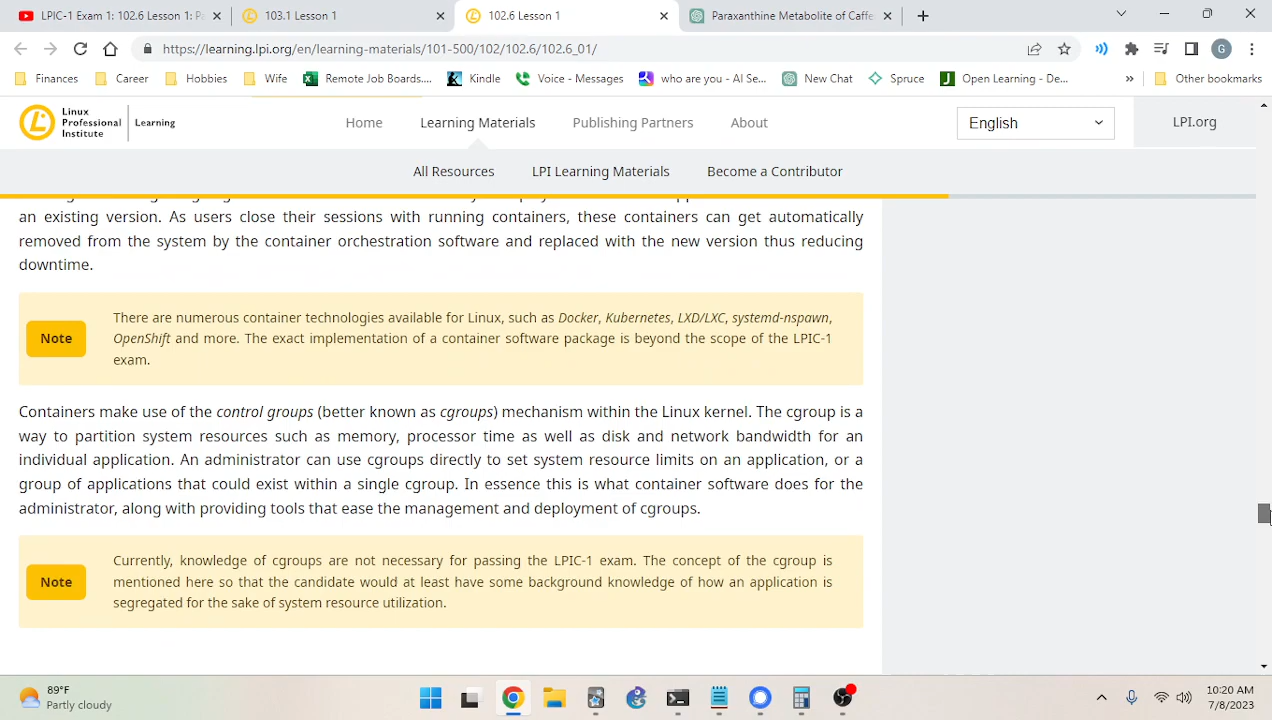 LPIC-1 Exam 1: 102.6 Lesson 1: Pa
103.1 Lesson 1
102.6 Lesson 1
Paraxanthine Metabolite of Caffe
https://learning.lpi.org/en/learning-materials/101-500/102/102.6/102.6_01/
G
Finances
Career
Hobbies
Wife
Remote Job Boards....
Kindle
Voice - Messages
who are you - AI Se...
New Chat
Spruce
Open Learning - De...
»
Other bookmarks
Linux
Professional
Institute
Learning
Home
Learning Materials
Publishing Partners
About
English
LPI.org
All Resources
LPI Learning Materials
Become a Contributor
an existing version. As users close their sessions with running containers, these containers can get automatically
removed from the system by the container orchestration software and replaced with the new version thus reducing
downtime.
Note
There are numerous container technologies available for Linux, such as Docker, Kubernetes, LXD/LXC, systemd-nspawn,
OpenShift and more. The exact implementation of a container software package is beyond the scope of the LPIC-1
exam.
Containers make use of the control groups (better known as cgroups) mechanism within the Linux kernel. The cgroup is a
way to partition system resources such as memory, processor time as well as disk and network bandwidth for an
individual application. An administrator can use cgroups directly to set system resource limits on an application, or a
group of applications that could exist within a single cgroup. In essence this is what container software does for the
administrator, along with providing tools that ease the management and deployment of cgroups.
Note
Currently, knowledge of cgroups are not necessary for passing the LPIC-1 exam. The concept of the cgroup is
mentioned here so that the candidate would at least have some background knowledge of how an application is
segregated for the sake of system resource utilization.
89°F
Partly cloudy
10:20 AM
7/8/2023